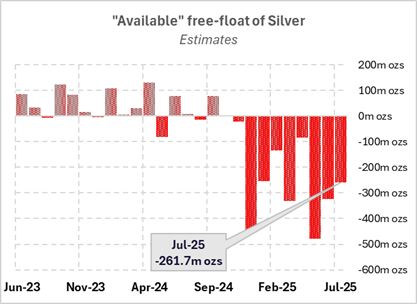 "Available" free-float of Silver
Estimates
200m ozs
100m ozs
0m ozs
-100m ozs
-200m ozs
-300m ozs
-400m ozs
-500m ozs
-600m ozs
Jul-25
-261.7m ozs
Jun-23 Nov-23 Apr-24 Sep-24 Feb-25 Jul-25